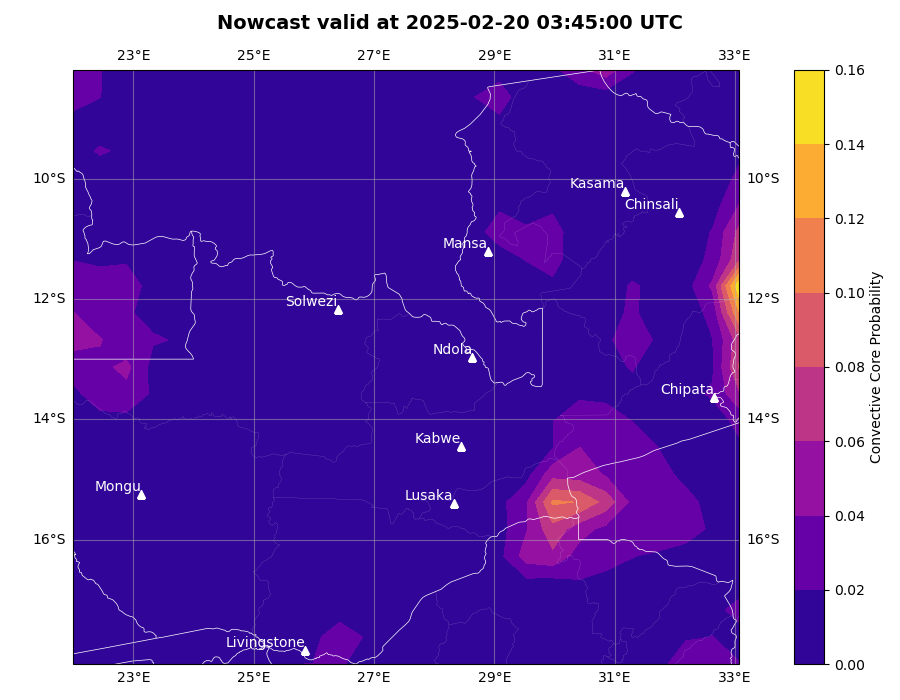 Nowcast valid at 2025-02-20 03:45:00 UTC
23°E 25°E 27°E 29°E 31°E 33°E
0.16
0.14
0.12
0.10
0.08
0.06
0.04
0.02
0.00
Convective Core Probability
10°S 10°S
12°S 12°S
14°S 14°S
16°S 16°S
Kasama
Chinsali
Mansa
Solwezi
Ndola
Chipata
Kabwe
Mongu
Lusaka
Livingstone
23°E 25°E 27°E 29°E 31°E 33°E